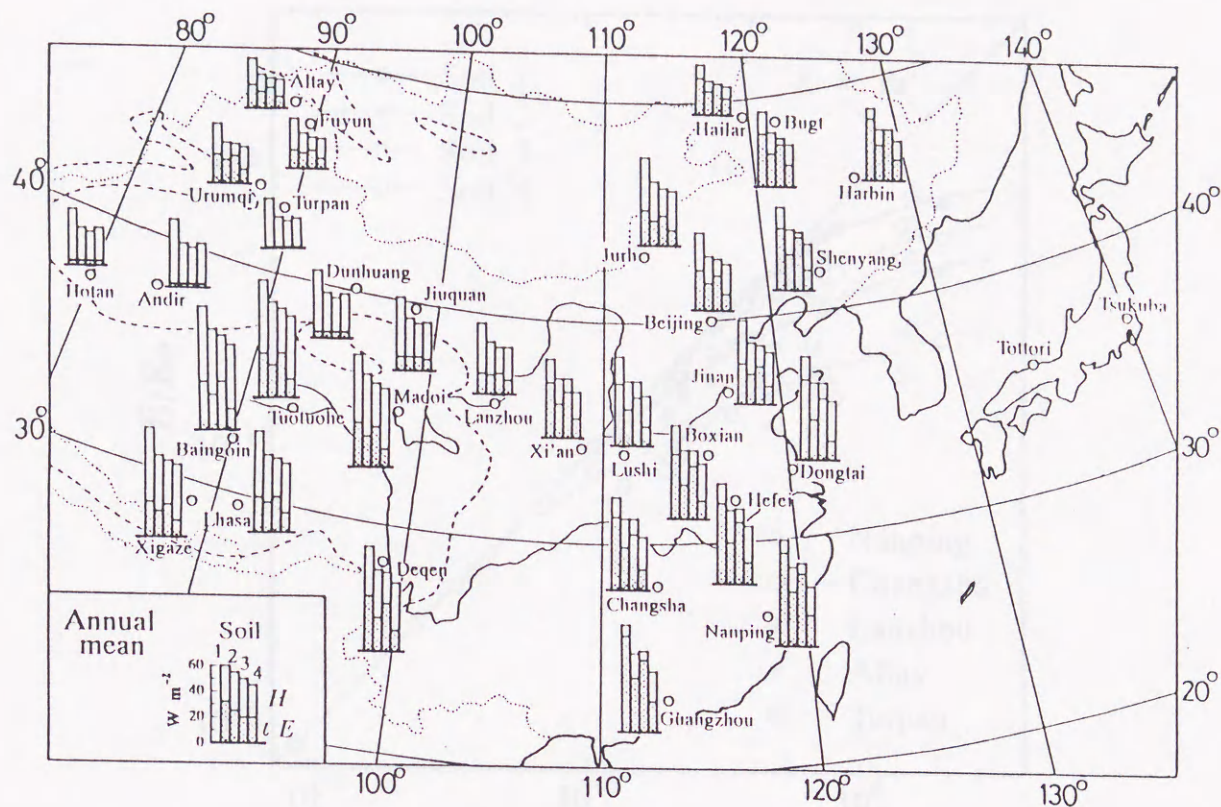 80° 90° 100° 110° 120° 130° 140°
Altay
Fuyun
Hailar
Bugt
Harbin
Urumqi
Turpan
40°
40°
Hotan
Andir
Dunhuang
Jiuquan
Jurh
Shenyang
Beijing
Tsukuba
Tottori
Jinan
?
Madoi
Lanzhou
Tuotuohe
Baingoin
Xi'an
Lushi
Boxian
Dongtai
30
30°
Hefei
Lhasa
Xigaze
Deqen
Changsha
Nanping
Guangzhou
20°
Annual
mean
Soil
1 2 3 4
w m⁻²
60
40
20
0
H
ℓE
100° 110° 120° 130°